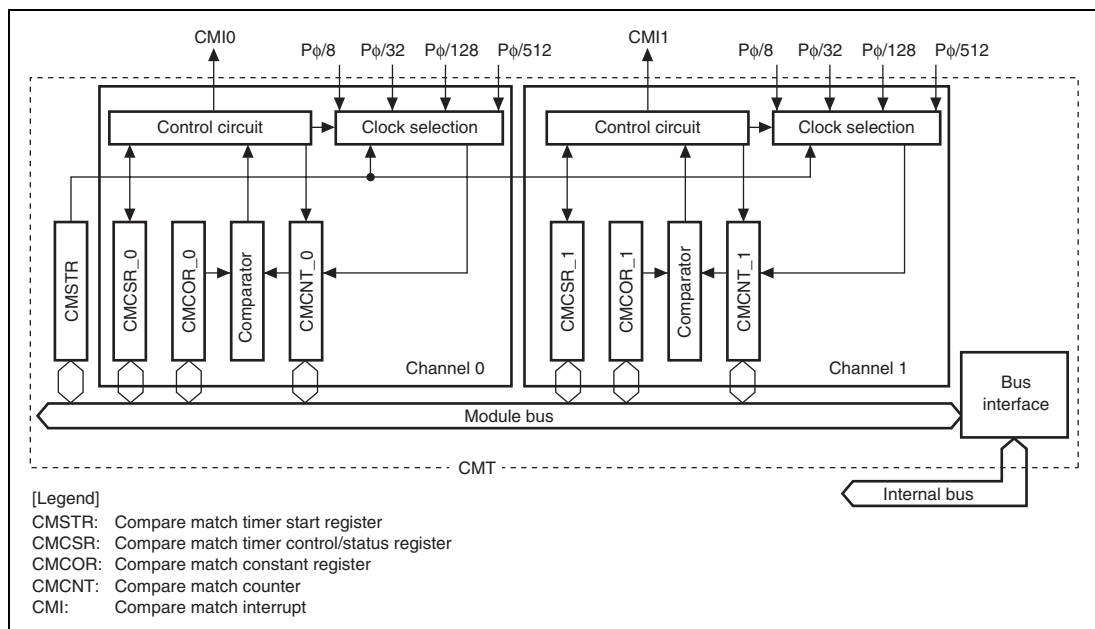 CMI0 Pϕ/8 Pϕ/32 Pϕ/128 Pϕ/512 CMI1 Pϕ/8 Pϕ/32 Pϕ/128 Pϕ/512
Control circuit Clock selection Control circuit Clock selection
CMSTR
CMCSR_0
CMCOR_0
Comparator
CMCNT_0
CMCSR_1
CMCOR_1
Comparator
CMCNT_1
Channel 0 Channel 1
Bus
interface
Module bus
CMT
Internal bus
[Legend]
CMSTR: Compare match timer start register
CMCSR: Compare match timer control/status register
CMCOR: Compare match constant register
CMCNT: Compare match counter
CMI: Compare match interrupt